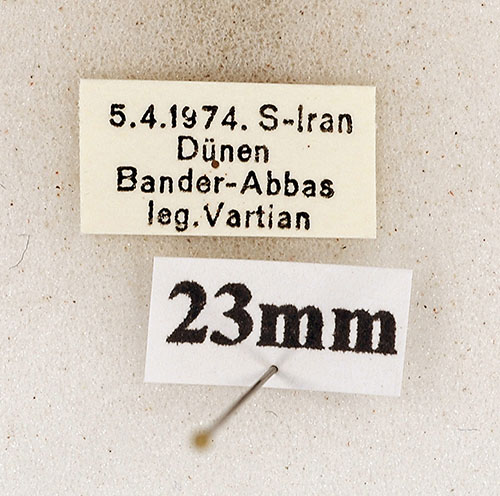 5.4.1974. S-Iran
Dünen
Bander-Abbas
leg.Vartian
23mm